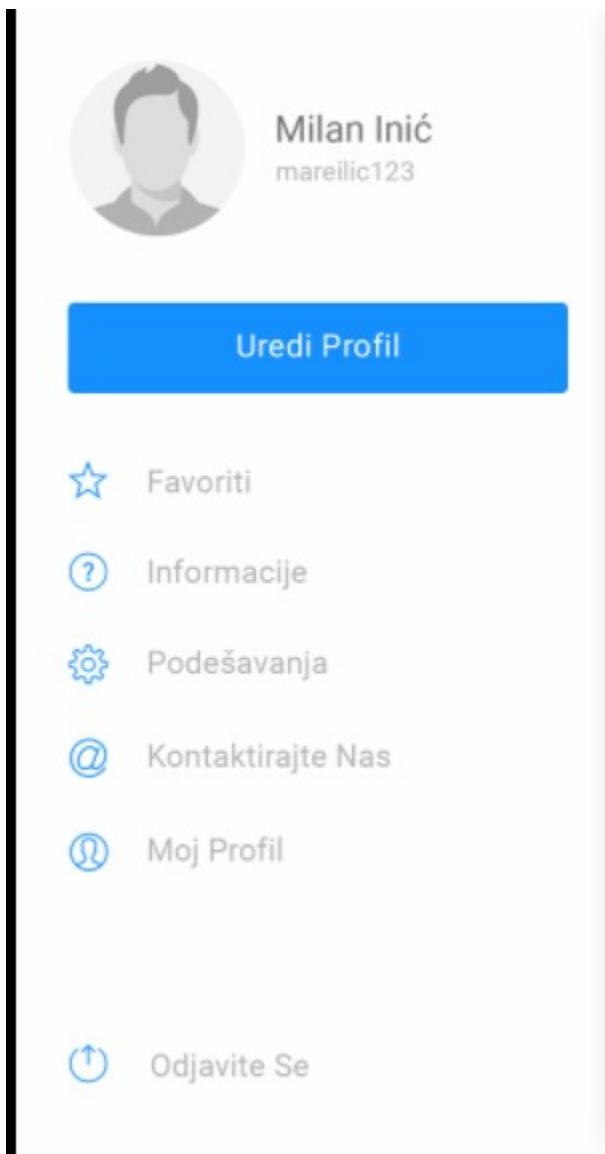 Milan Inić
mareilic123
Uredi Profil
Favoriti
Informacije
Podešavanja
Kontaktirajte Nas
Moj Profil
Odjavite Se